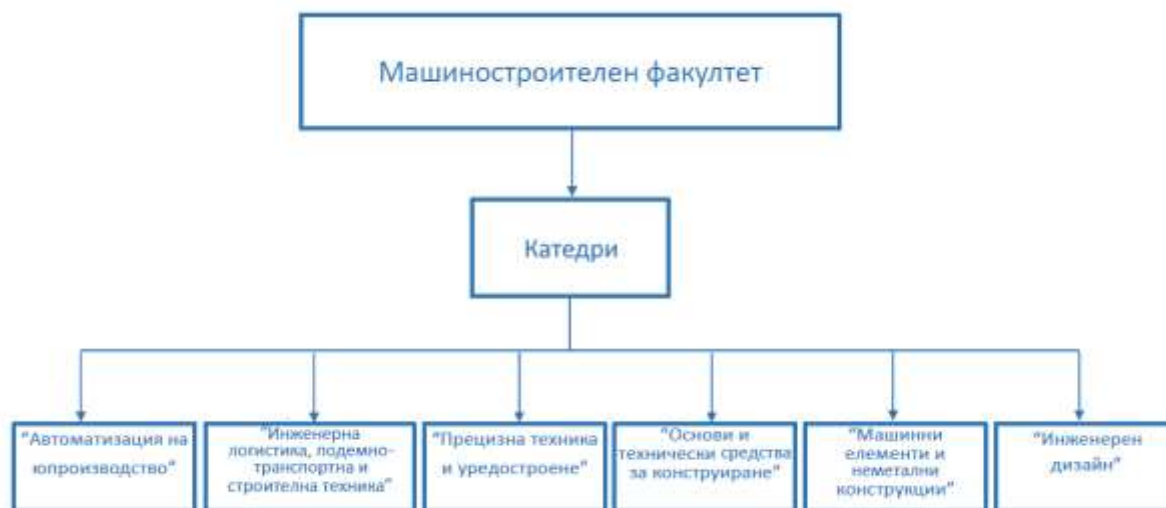 Машиностроителен факултет
Катедри
“Автоматизация на
юпроизводство”
“Инженерна
логистика, подемно-
транспортна и
строителна техника”
“Прецизна техника
и уредостроене”
“Основи и
технически средства
за конструиране”
“Машинни
елементи и
неметални
конструкции”
“Инженерен
дизайн”